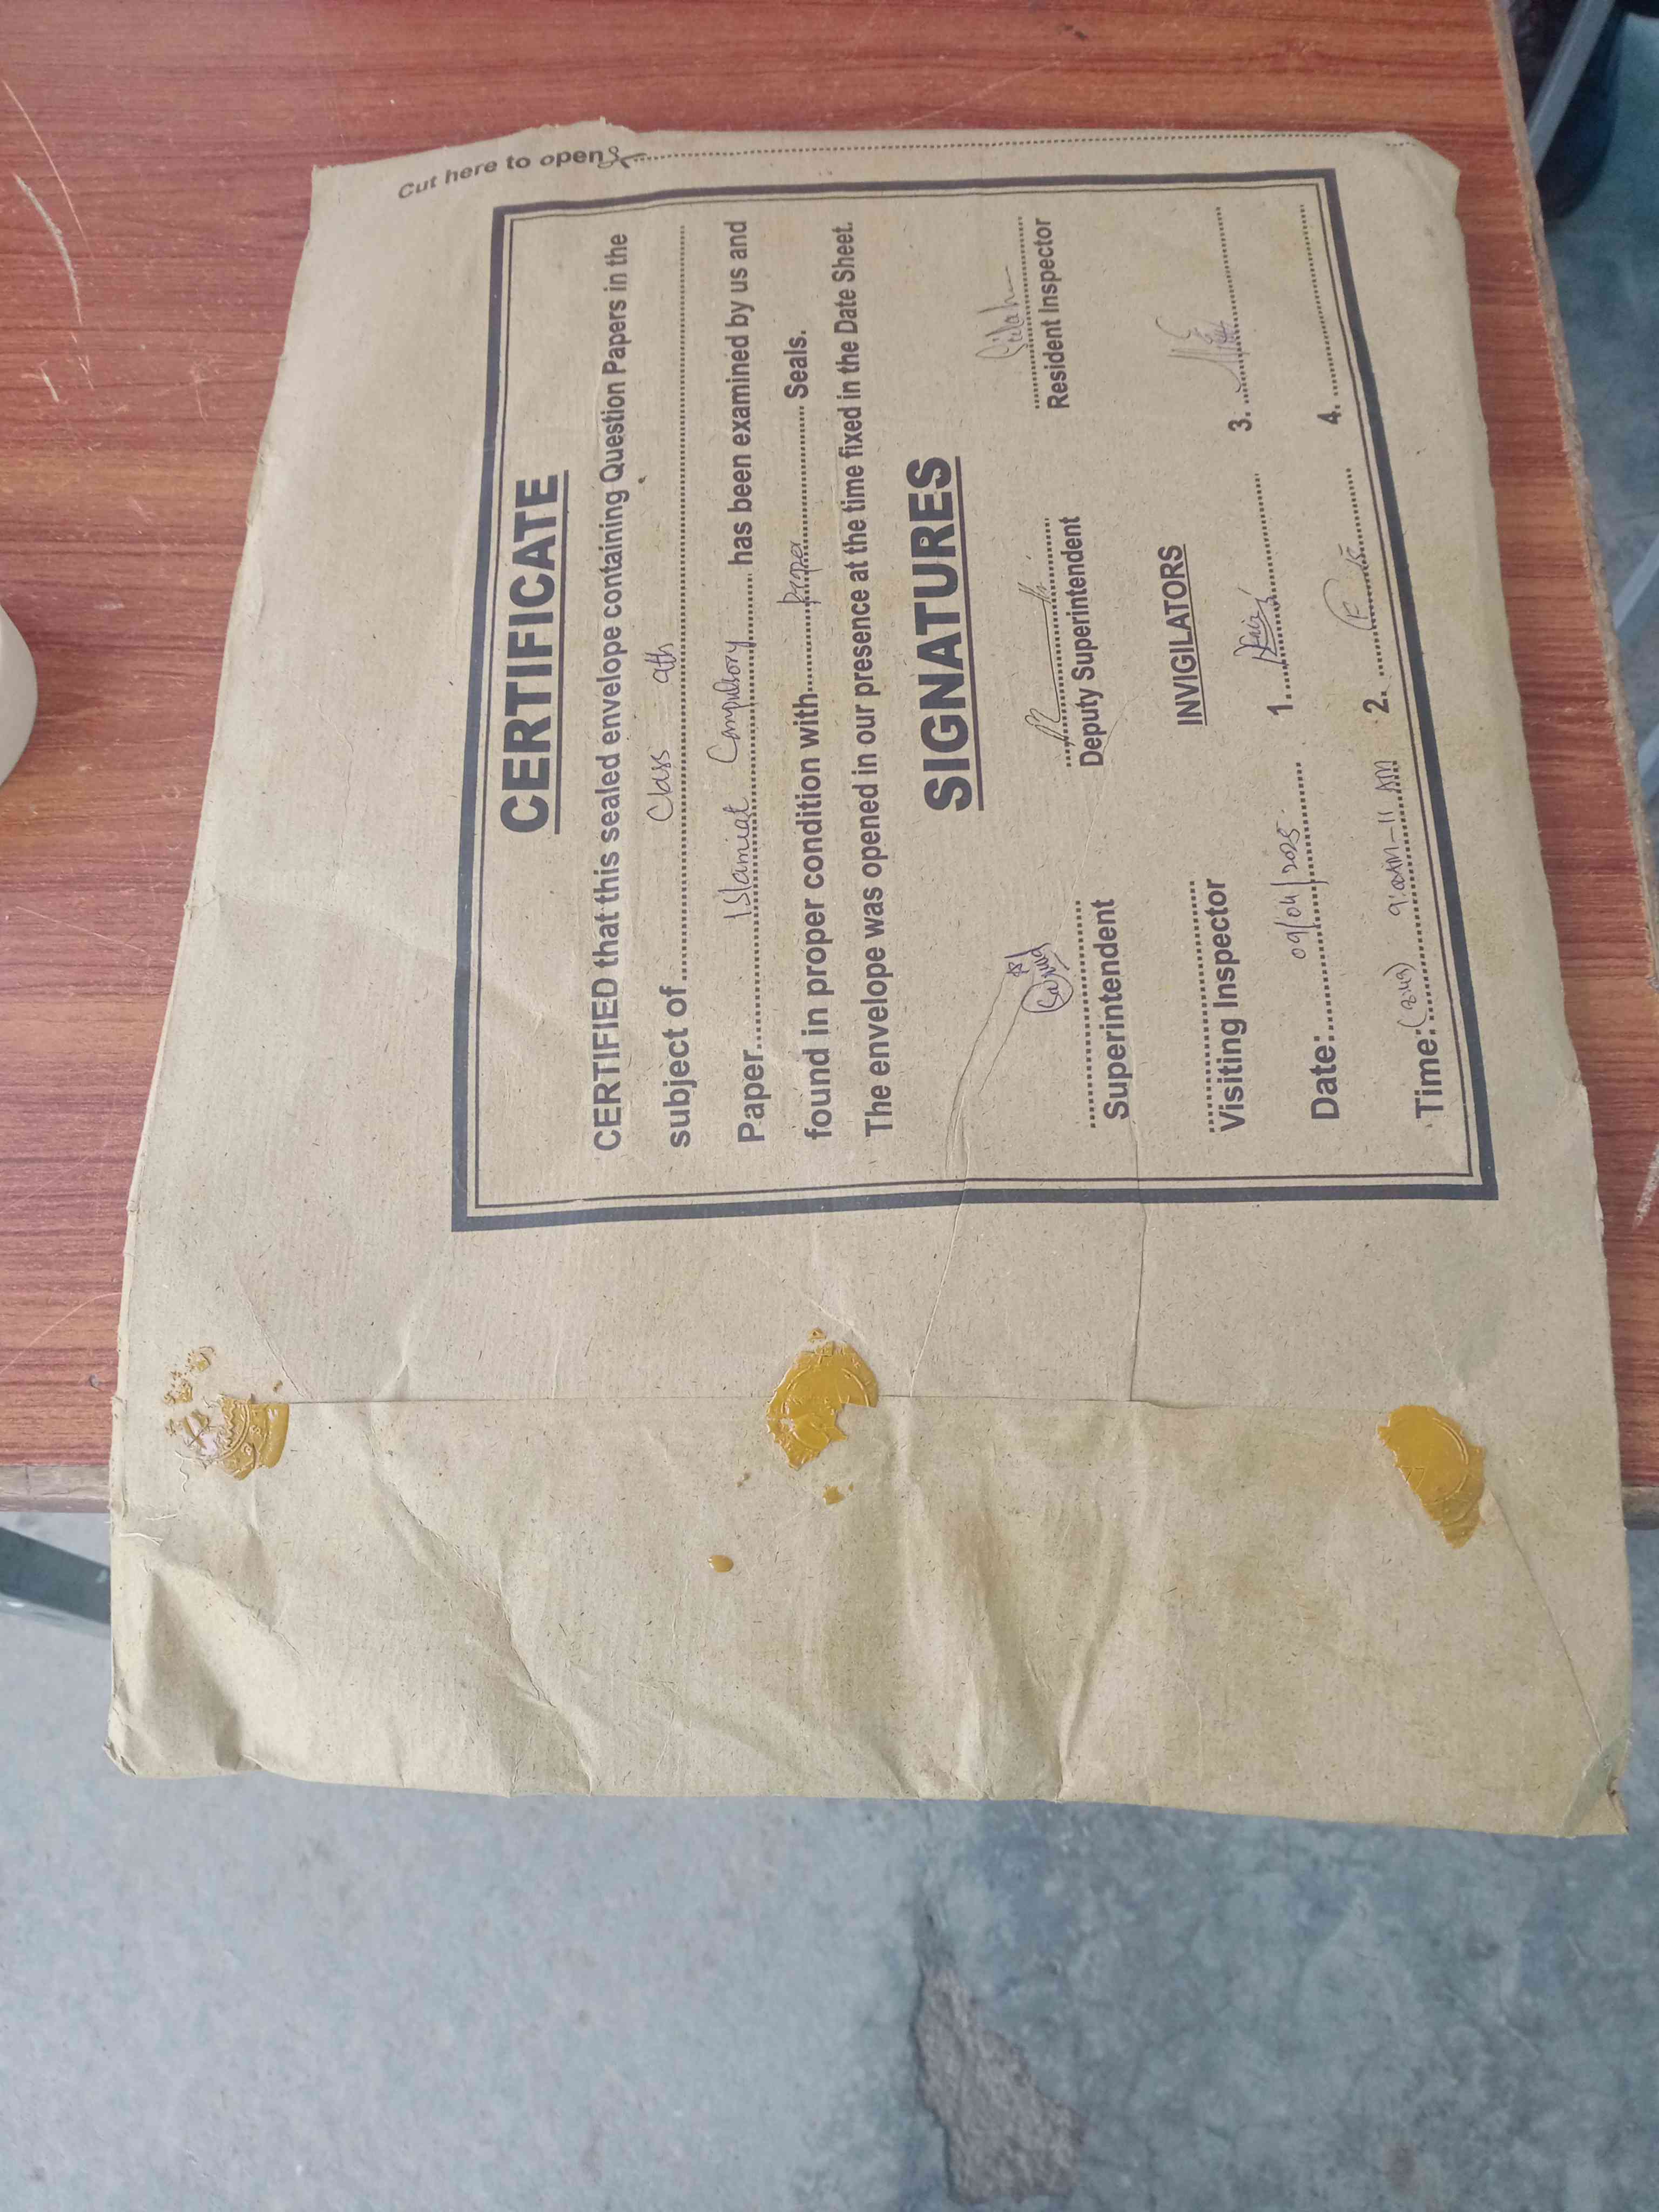 Cut here to open
CERTIFICATE
CERTIFIED that this sealed envelope containing Question Papers in the
subject of.......... Class 9th ..........
Paper.......... Islamiat Compulsory .......... has been examined by us and
found in proper condition with.......... proper .......... Seals.
The envelope was opened in our presence at the time fixed in the Date Sheet.
SIGNATURES
Superintendent
Deputy Superintendent
Resident Inspector
INVIGILATORS
Visiting Inspector
1.
3.
Date: 09/04/2025
2.
4.
Time: 9:00AM-11 AM